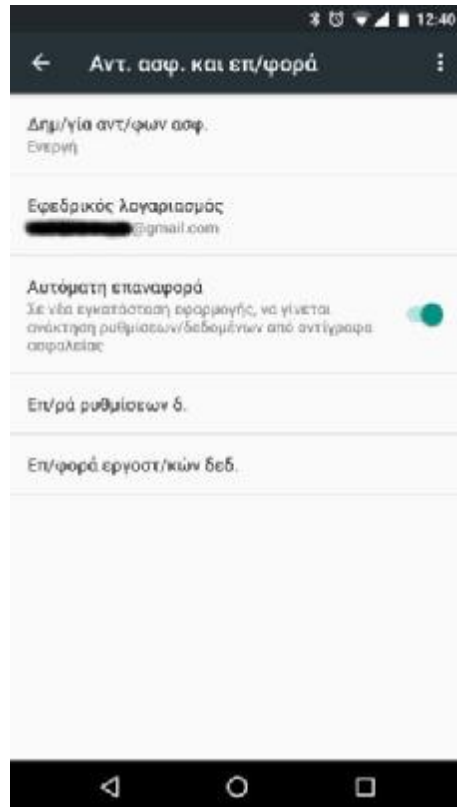 12:40
Αντ. ασφ. και επ/φορά
Δημ/γία αντ/φων ασφ.
Ενεργή
Εφεδρικός λογαριασμός
@gmail.com
Αυτόματη επαναφορά
Σε νέα εγκατάσταση εφαρμογής, να γίνεται
ανάκτηση ρυθμίσεων/δεδομένων από αντίγραφα
ασφαλείας
Επ/ρά ρυθμίσεων δ.
Επ/φορά εργοστ/κών δεδ.